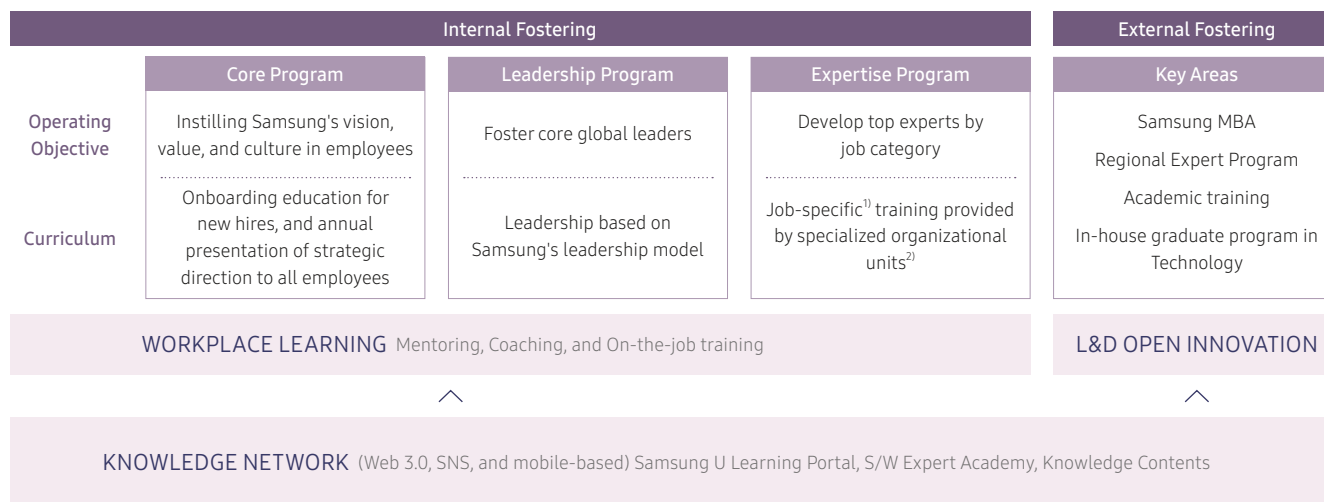 Internal Fostering
External Fostering
Core Program
Leadership Program
Expertise Program
Key Areas
Operating
Objective
Instilling Samsung's vision,
value, and culture in employees
Foster core global leaders
Develop top experts by
job category
Samsung MBA
Regional Expert Program
Academic training
In-house graduate program in
Technology
Curriculum
Onboarding education for
new hires, and annual
presentation of strategic
direction to all employees
Leadership based on
Samsung's leadership model
Job-specific1) training provided
by specialized organizational
units2)
WORKPLACE LEARNING Mentoring, Coaching, and On-the-job training
L&D OPEN INNOVATION
KNOWLEDGE NETWORK (Web 3.0, SNS, and mobile-based) Samsung U Learning Portal, S/W Expert Academy, Knowledge Contents